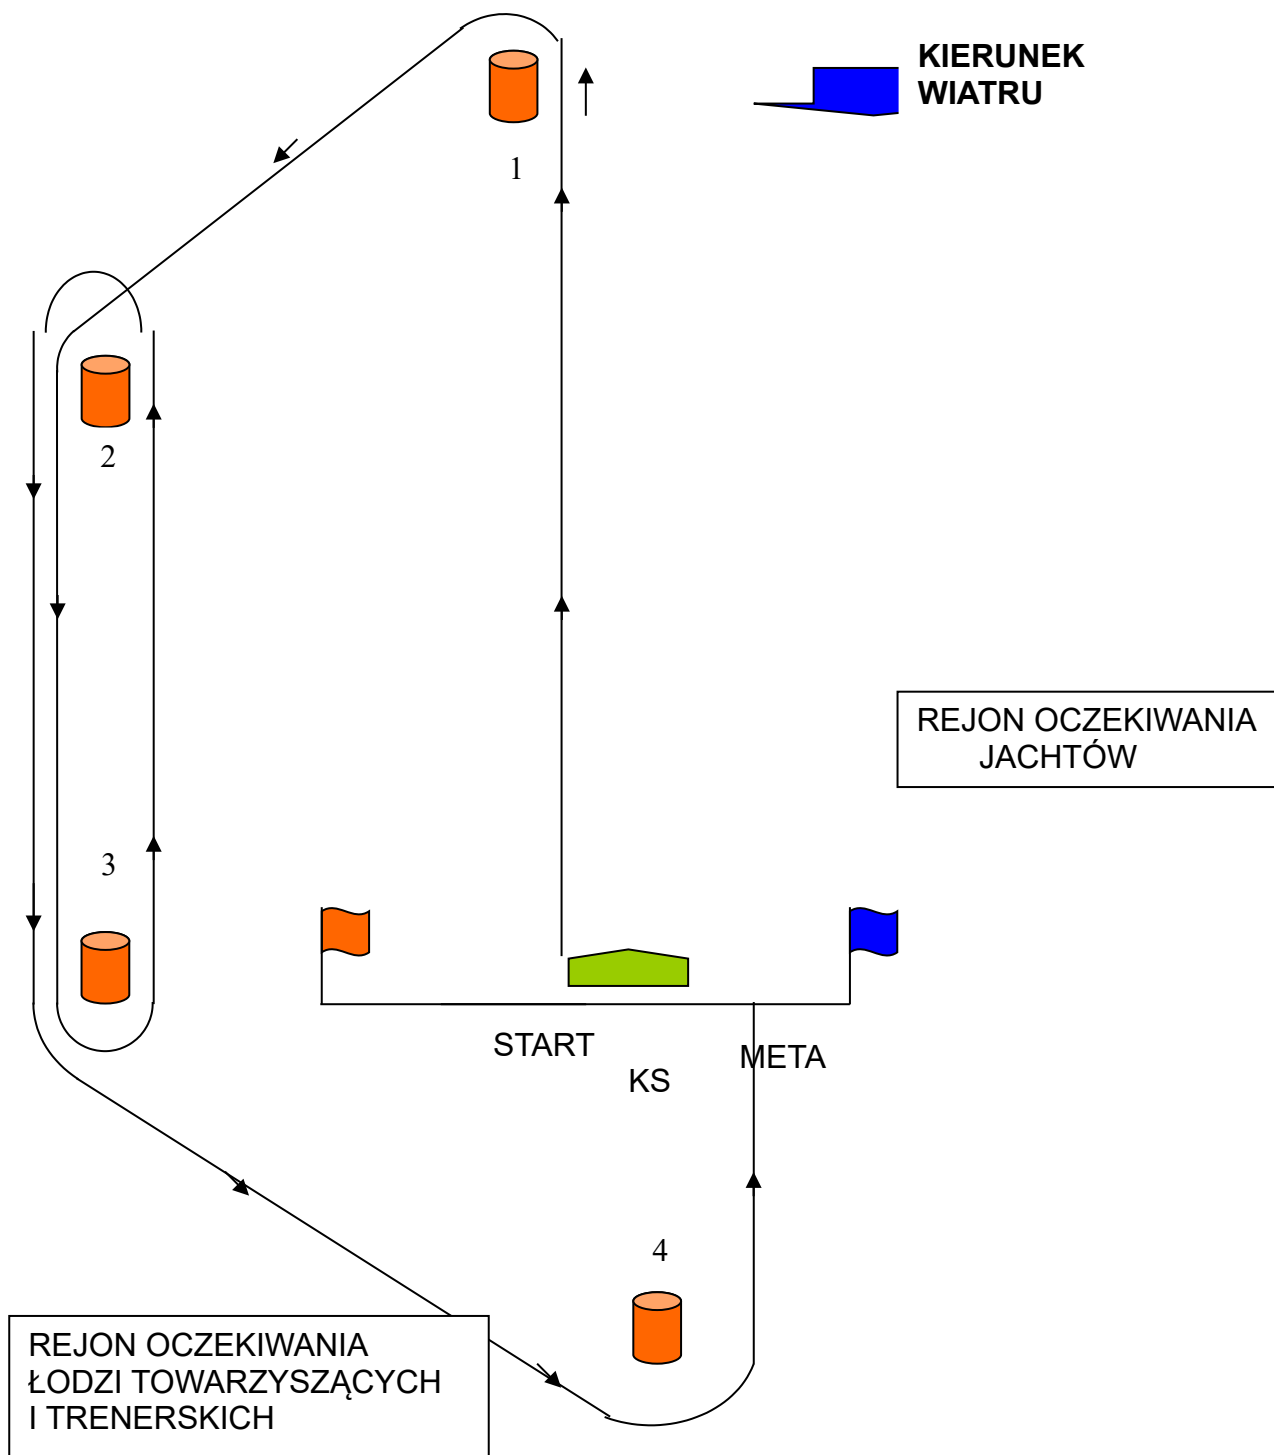 KIERUNEK
WIATRU
1
2
REJON OCZEKIWANIA
JACHTÓW
3
START
META
KS
4
REJON OCZEKIWANIA
ŁODZI TOWARZYSZĄCYCH
I TRENERSKICH